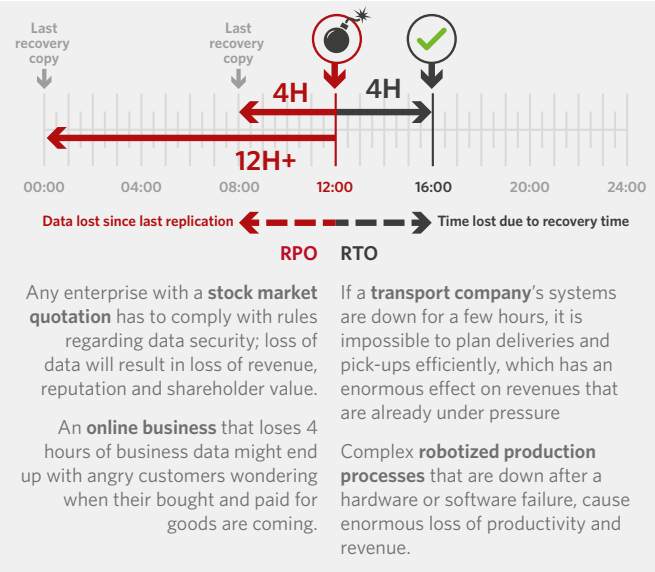 Last
recovery
copy
Last
recovery
copy
4H
4H
12H+
00:00
04:00
08:00
12:00
16:00
20:00
24:00
Data lost since last replication
Time lost due to recovery time
RPO
RTO
Any enterprise with a stock market
quotation has to comply with rules
regarding data security; loss of
data will result in loss of revenue,
reputation and shareholder value.
An online business that loses 4
hours of business data might end
up with angry customers wondering
when their bought and paid for
goods are coming.
If a transport company's systems
are down for a few hours, it is
impossible to plan deliveries and
pick-ups efficiently, which has an
enormous effect on revenues that
are already under pressure
Complex robotized production
processes that are down after a
hardware or software failure, cause
enormous loss of productivity and
revenue.